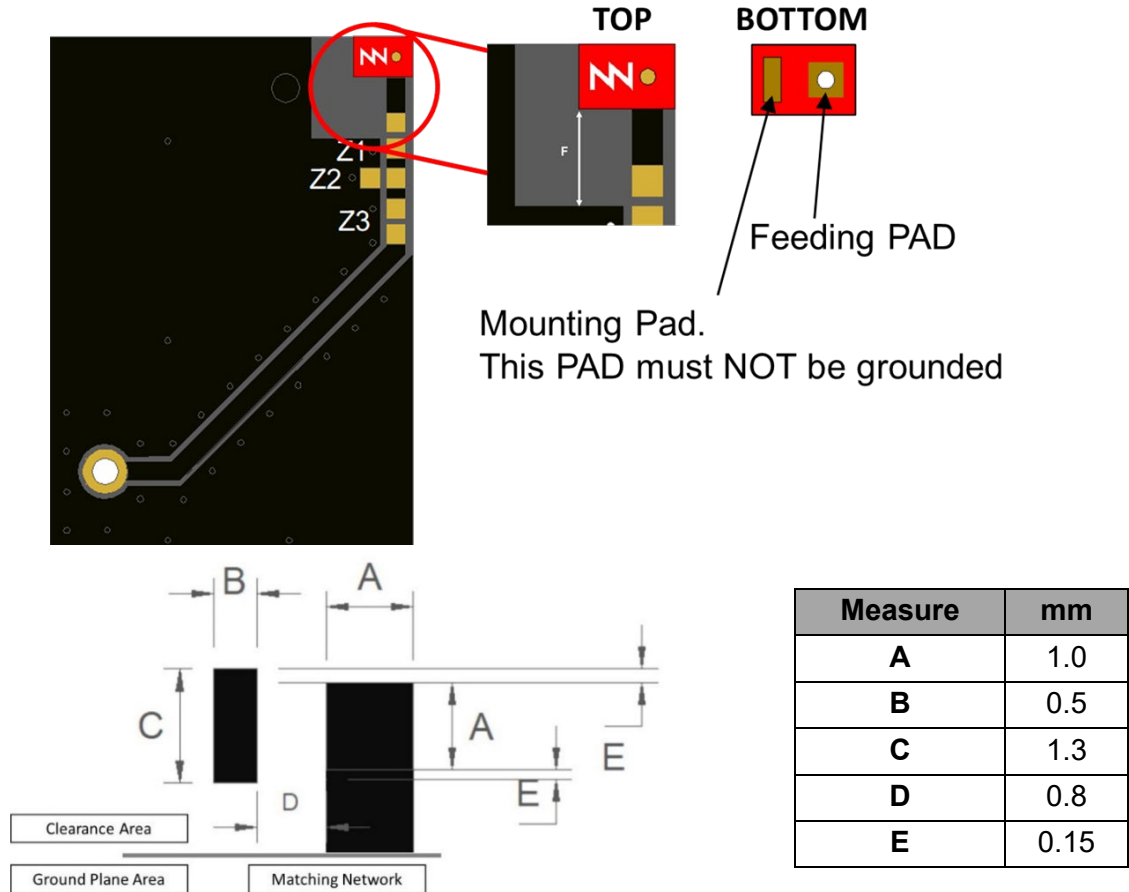 TOP
BOTTOM
F
Z1
Z2
Z3
Feeding PAD
Mounting Pad.
This PAD must NOT be grounded
B
A
C
A
E
E
D
Clearance Area
Ground Plane Area
Matching Network
Measure mm
A 1.0
B 0.5
C 1.3
D 0.8
E 0.15